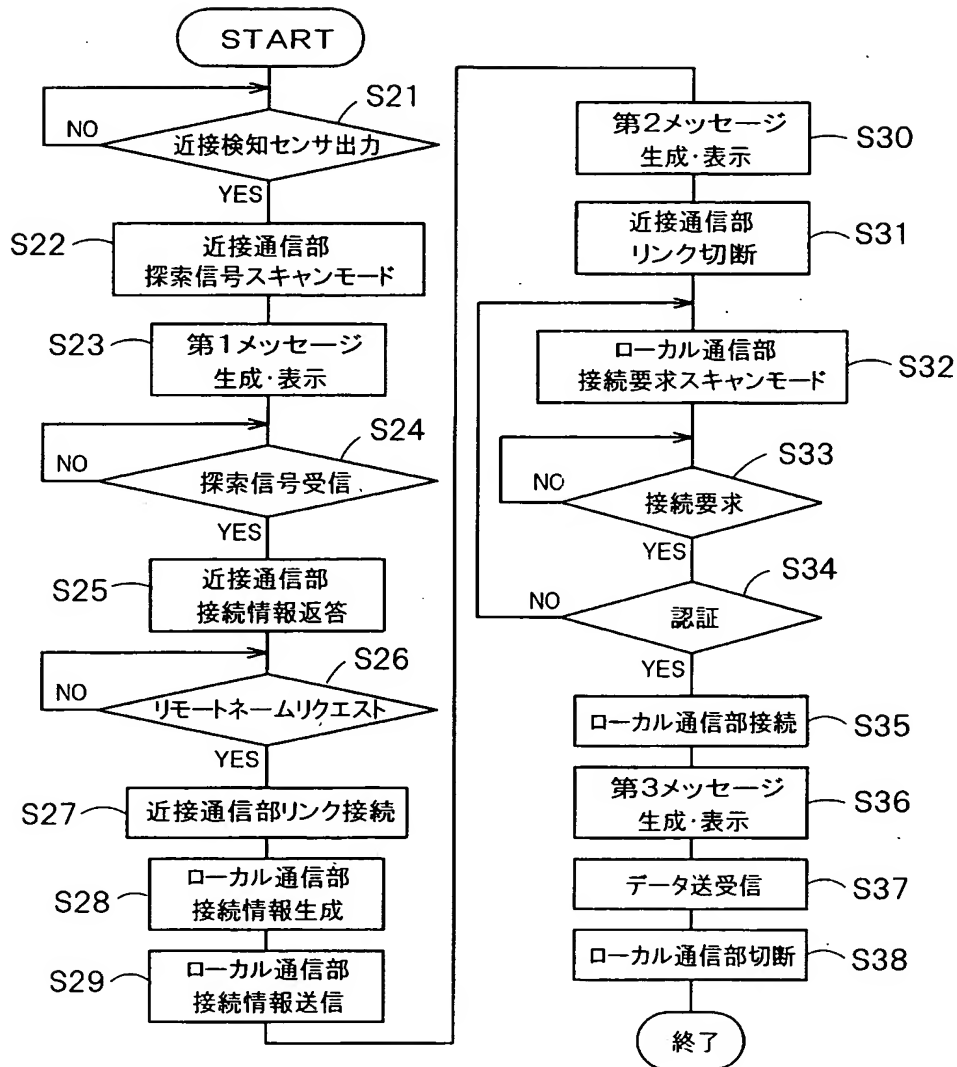 START
S21
近接検知センサ出力
NO
YES
S22
近接通信部
探索信号スキャンモード
S23
第1メッセージ
生成・表示
S24
NO
探索信号受信
YES
S25
近接通信部
接続情報返答
S26
NO
リモートネームリクエスト
YES
S27
近接通信部リンク接続
S28
ローカル通信部
接続情報生成
S29
ローカル通信部
接続情報送信
第2メッセージ
生成・表示
S30
近接通信部
リンク切断
S31
ローカル通信部
接続要求スキャンモード
S32
S33
NO
接続要求
YES
S34
NO
認証
YES
ローカル通信部接続
S35
第3メッセージ
生成・表示
S36
データ送受信
S37
ローカル通信部切断
S38
終了